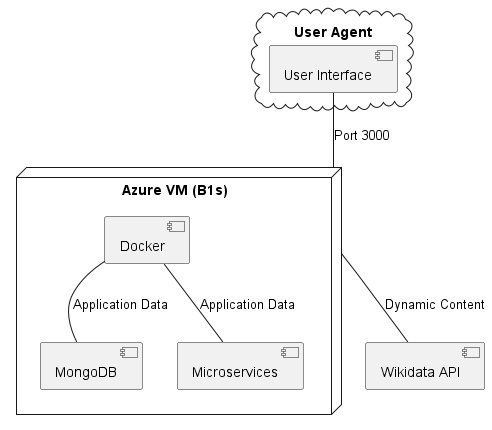 User Agent
User Interface
Port 3000
Azure VM (B1s)
Docker
Application Data
Application Data
Dynamic Content
MongoDB
Microservices
Wikidata API